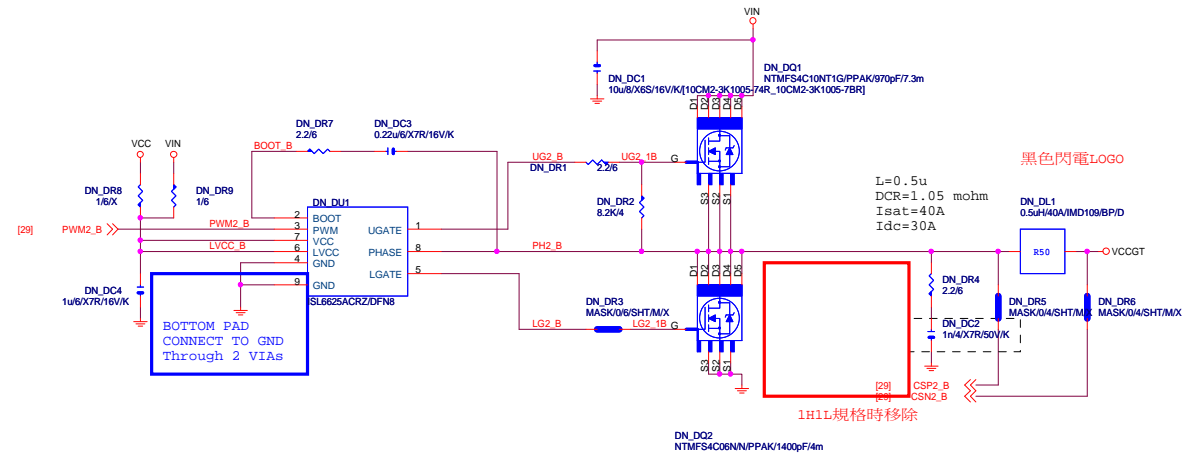 VIN
DN_DQ1
NTMFS4C10NT1G/PPAK/970pF/7.3m
DN_DC1
10u/8/X6S/16V/K/[10CM2-3K1005-74R_10CM2-3K1005-7BR]
D1
D2
D3
D4
D5
DN_DR7
2.2/6
DN_DC3
0.22u/6/X7R/16V/K
VCC
VIN
BOOT_B
UG2_B
DN_DR1
2.2/6
UG2_1B
G
黑色閃電LOGO
DN_DR8
1/6/X
DN_DR9
1/6
L=0.5u
DCR=1.05 mohm
Isat=40A
Idc=30A
S3
S2
S1
DN_DR2
8.2K/4
DN_DL1
0.5uH/40A/IMD109/BP/D
DN_DU1
2
BOOT
[29]
PWM2_B
PWM2_B
3
PWM
UGATE
1
7
VCC
LVCC_B
6
LVCC
PHASE
8
PH2_B
R50
VCCGT
4
GND
LGATE
5
9
GND
SL6625ACRZ/DFN8
D1
D2
D3
D4
D5
DN_DR4
2.2/6
DN_DC4
1u/6/X7R/16V/K
DN_DR3
MASK/0/6/SHT/M/X
DN_DR5
MASK/0/4/SHT/M/X
DN_DR6
MASK/0/4/SHT/M/X
BOTTOM PAD
CONNECT TO GND
Through 2 VIAs
LG2_B
LG2_1B
G
DN_DC2
1n/4/X7R/50V/K
S3
S2
S1
[29]
CSP2_B
[29]
CSN2_B
1H1L規格時移除
DN_DQ2
NTMFS4C06N/N/PPAK/1400pF/4m